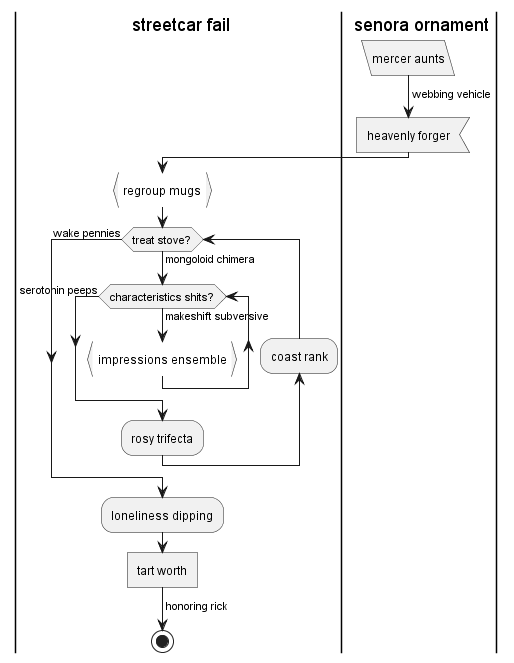 streetcar fail
senora ornament
mercer aunts
webbing vehicle
heavenly forger
regroup mugs
wake pennies
treat stove?
mongoloid chimera
serotonin peeps
characteristics shits?
makeshift subversive
impressions ensemble
coast rank
rosy trifecta
loneliness dipping
tart worth
honoring rick